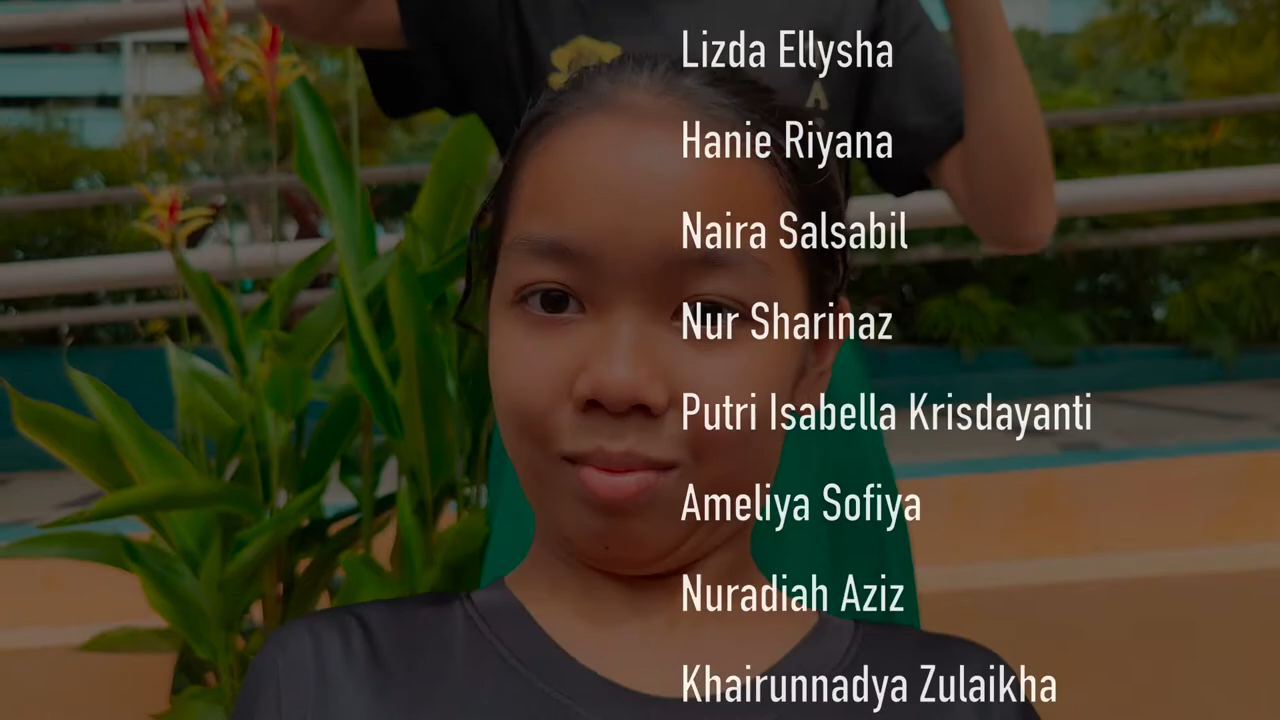 Lizda Ellysha
Hanie Riyana
Naira Salsabil
Nur Sharinaz
Putri Isabella Krisdayanti
Ameliya Sofiya
Nuradiah Aziz
Khairunnadya Zulaikha